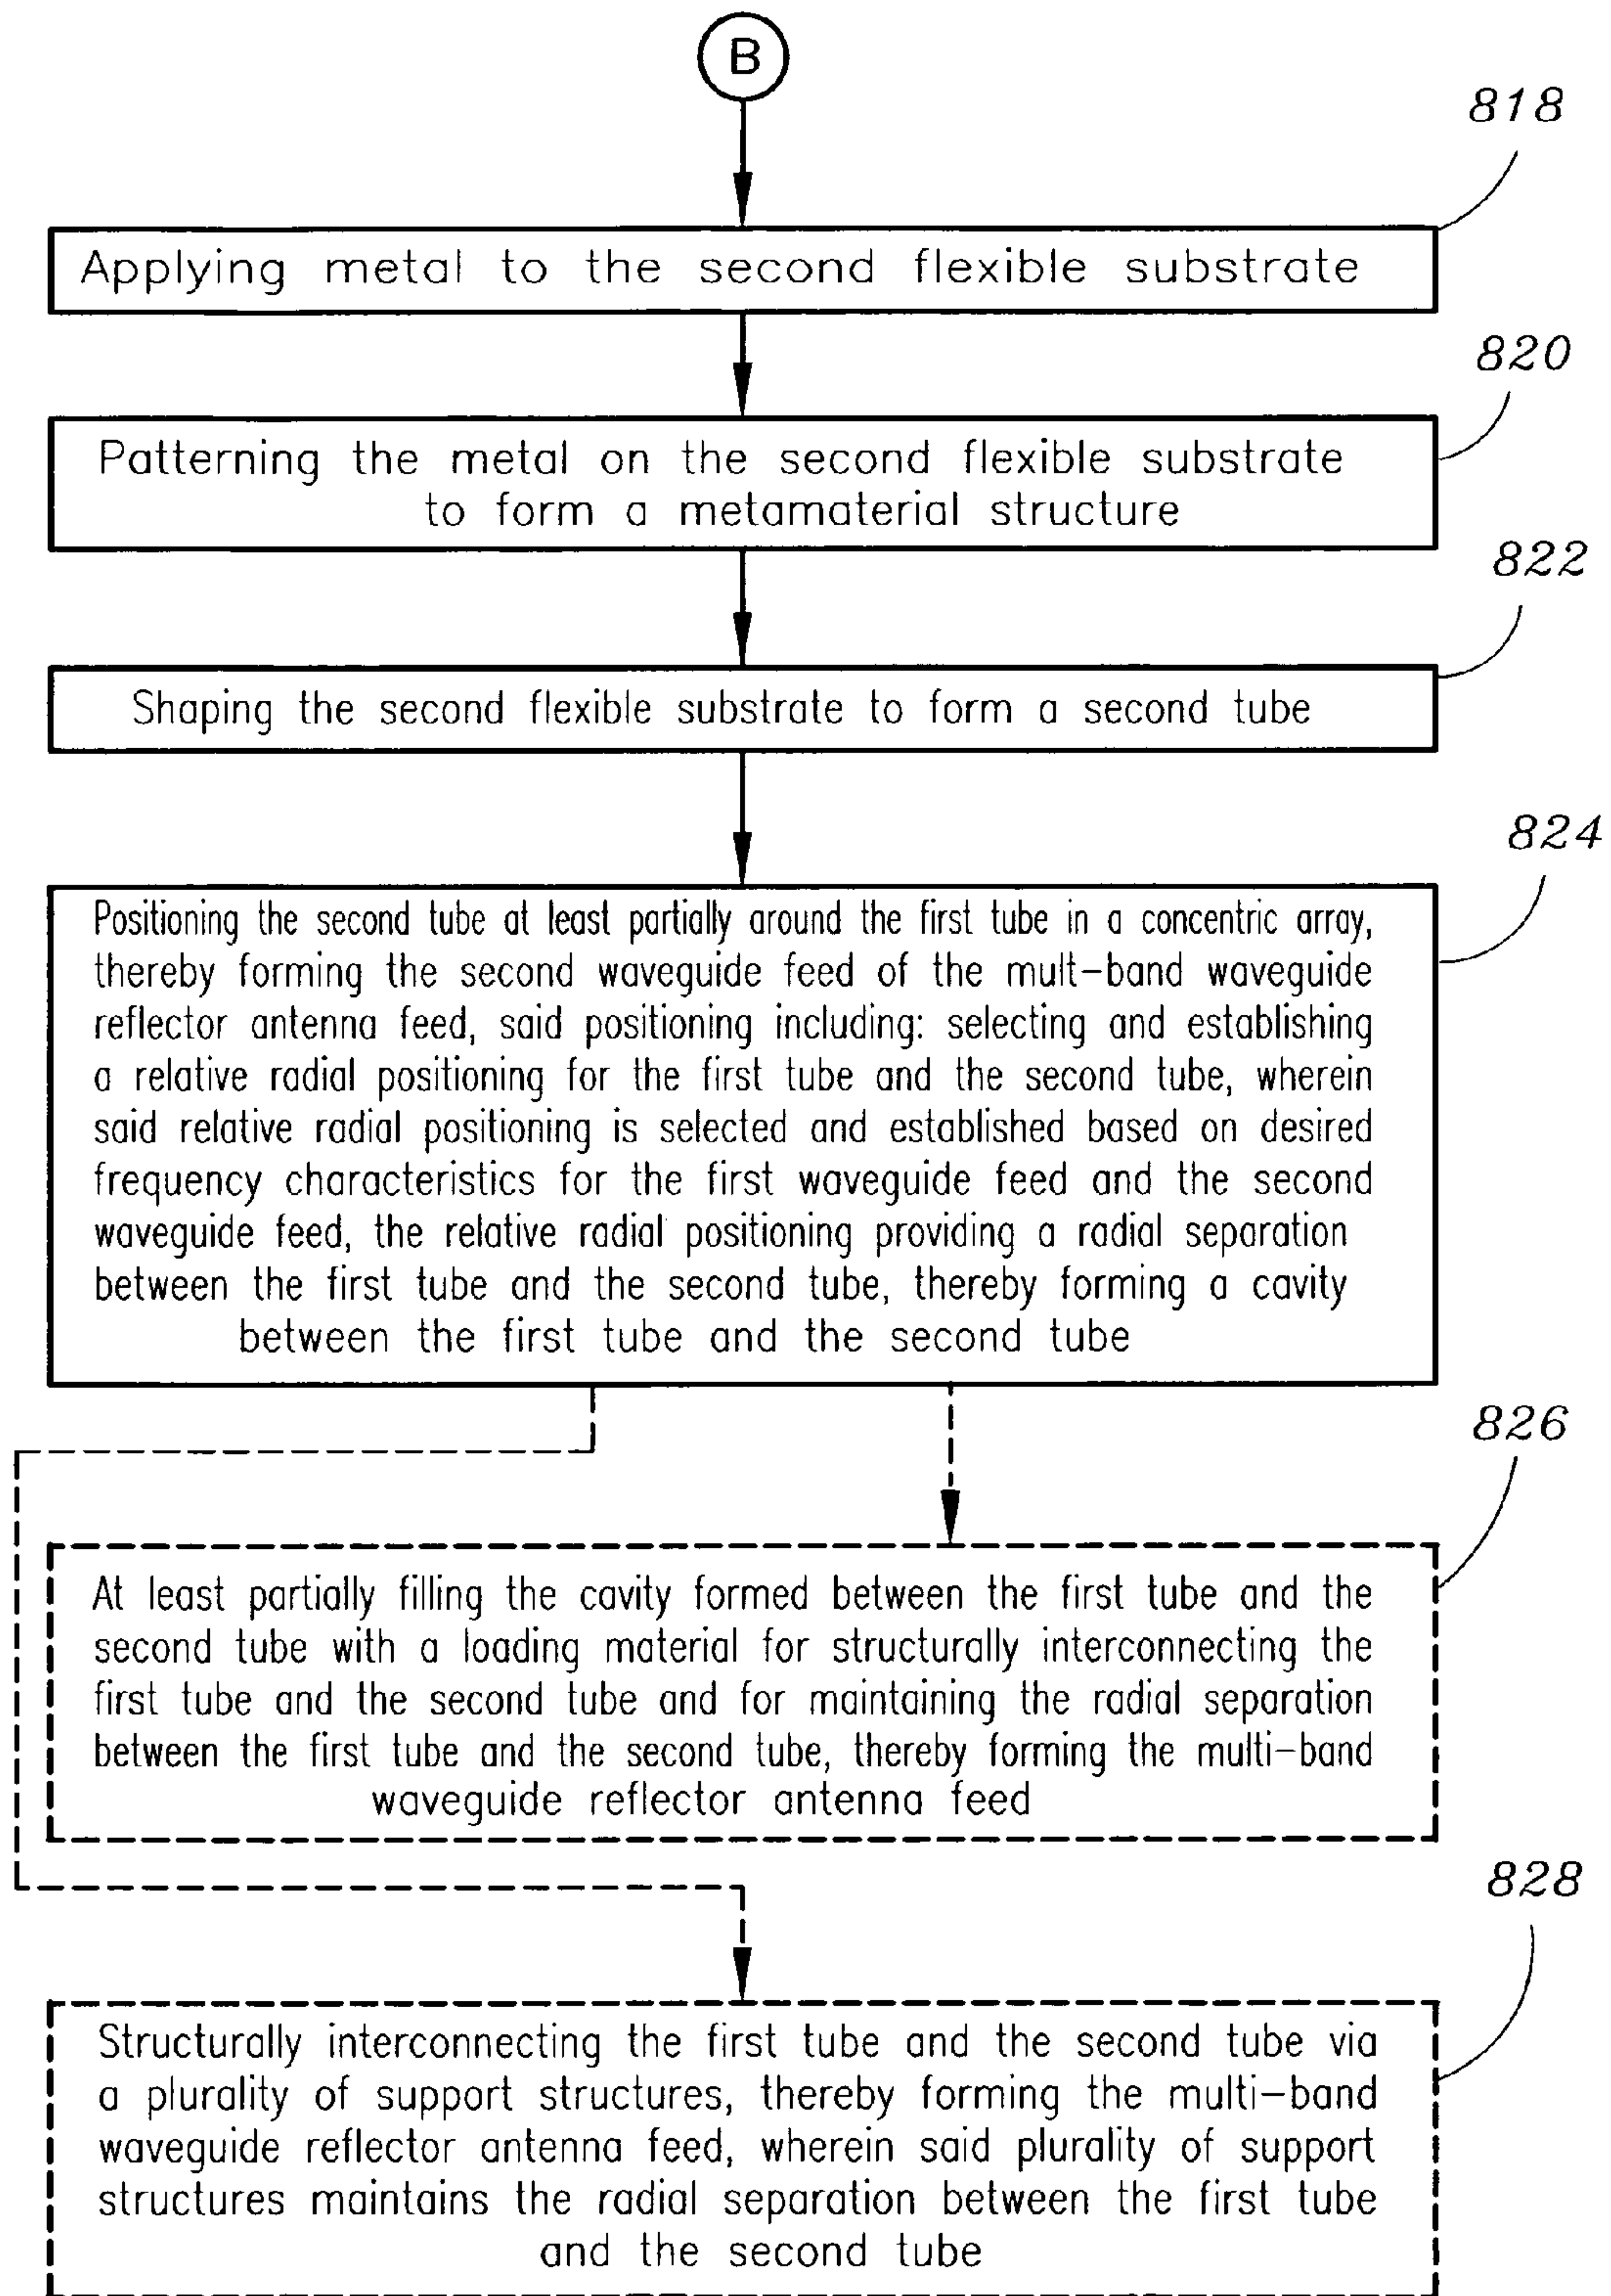 B
818
Applying metal to the second flexible substrate
820
Patterning the metal on the second flexible substrate
to form a metamaterial structure
822
Shaping the second flexible substrate to form a second tube
824
Positioning the second tube at least partially around the first tube in a concentric array,
thereby forming the second waveguide feed of the mult-band waveguide
reflector antenna feed, said positioning including: selecting and establishing
a relative radial positioning for the first tube and the second tube, wherein
said relative radial positioning is selected and established based on desired
frequency characteristics for the first waveguide feed and the second
waveguide feed, the relative radial positioning providing a radial separation
between the first tube and the second tube, thereby forming a cavity
between the first tube and the second tube
826
At least partially filling the cavity formed between the first tube and the
second tube with a loading material for structurally interconnecting the
first tube and the second tube and for maintaining the radial separation
between the first tube and the second tube, thereby forming the multi-band
waveguide reflector antenna feed
828
Structurally interconnecting the first tube and the second tube via
a plurality of support structures, thereby forming the multi-band
waveguide reflector antenna feed, wherein said plurality of support
structures maintains the radial separation between the first tube
and the second tube